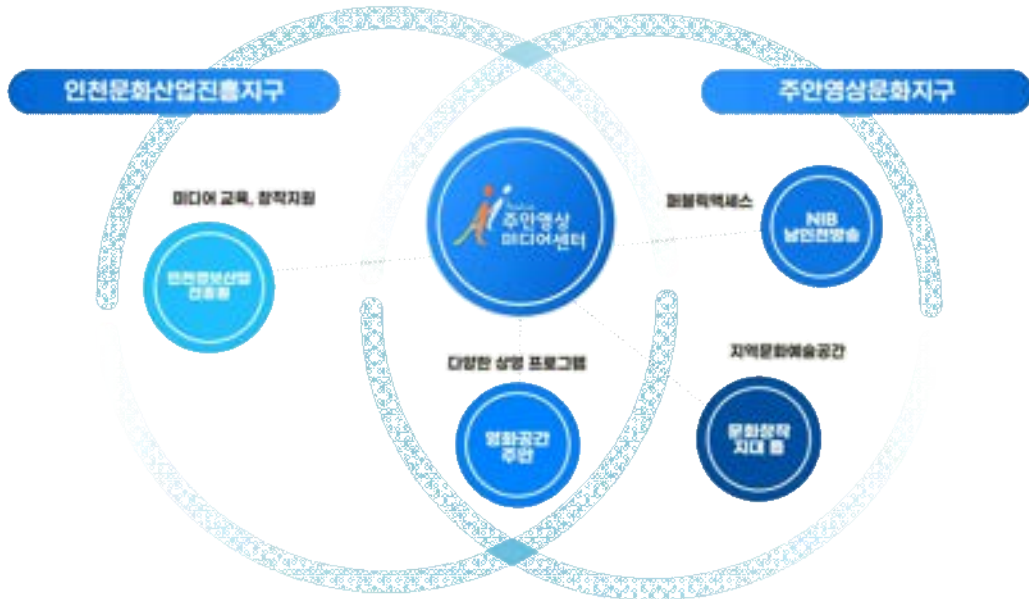 인천문화산업진흥지구
주안영상문화지구
미디어 교육, 창작지원
퍼블릭액세스
주안영상
미디어센터
NIB
남인천방송
인천정보산업
진흥원
다양한 상영 프로그램
지역문화예술공간
영화공간
주안
문화창작
지대 틈